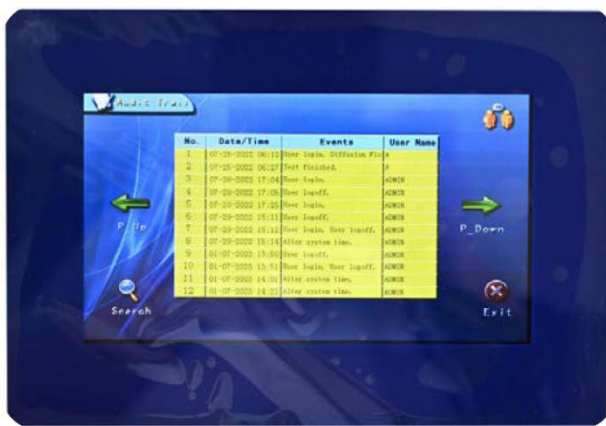 Audit Trail
No. Date/Time Events User Name
1 07-28-2022 06:12 User login, Diffusion Flo A
2 07-28-2022 06:27 Test finished, A
3 07-28-2022 17:04 User login, ADMIN
4 07-28-2022 17:05 User logoff, ADMIN
5 07-28-2022 17:25 User login, ADMIN
6 07-29-2022 15:11 User logoff, ADMIN
7 07-29-2022 15:12 User login, User logoff, ADMIN
8 07-29-2022 15:14 Alter system time, ADMIN
9 01-07-2023 15:50 User logoff, ADMIN
10 01-07-2023 15:51 User login, User logoff, ADMIN
11 01-07-2023 14:01 Alter system time, ADMIN
12 01-07-2023 14:22 Alter system time, ADMIN
P_Up
P_Down
Search
Exit